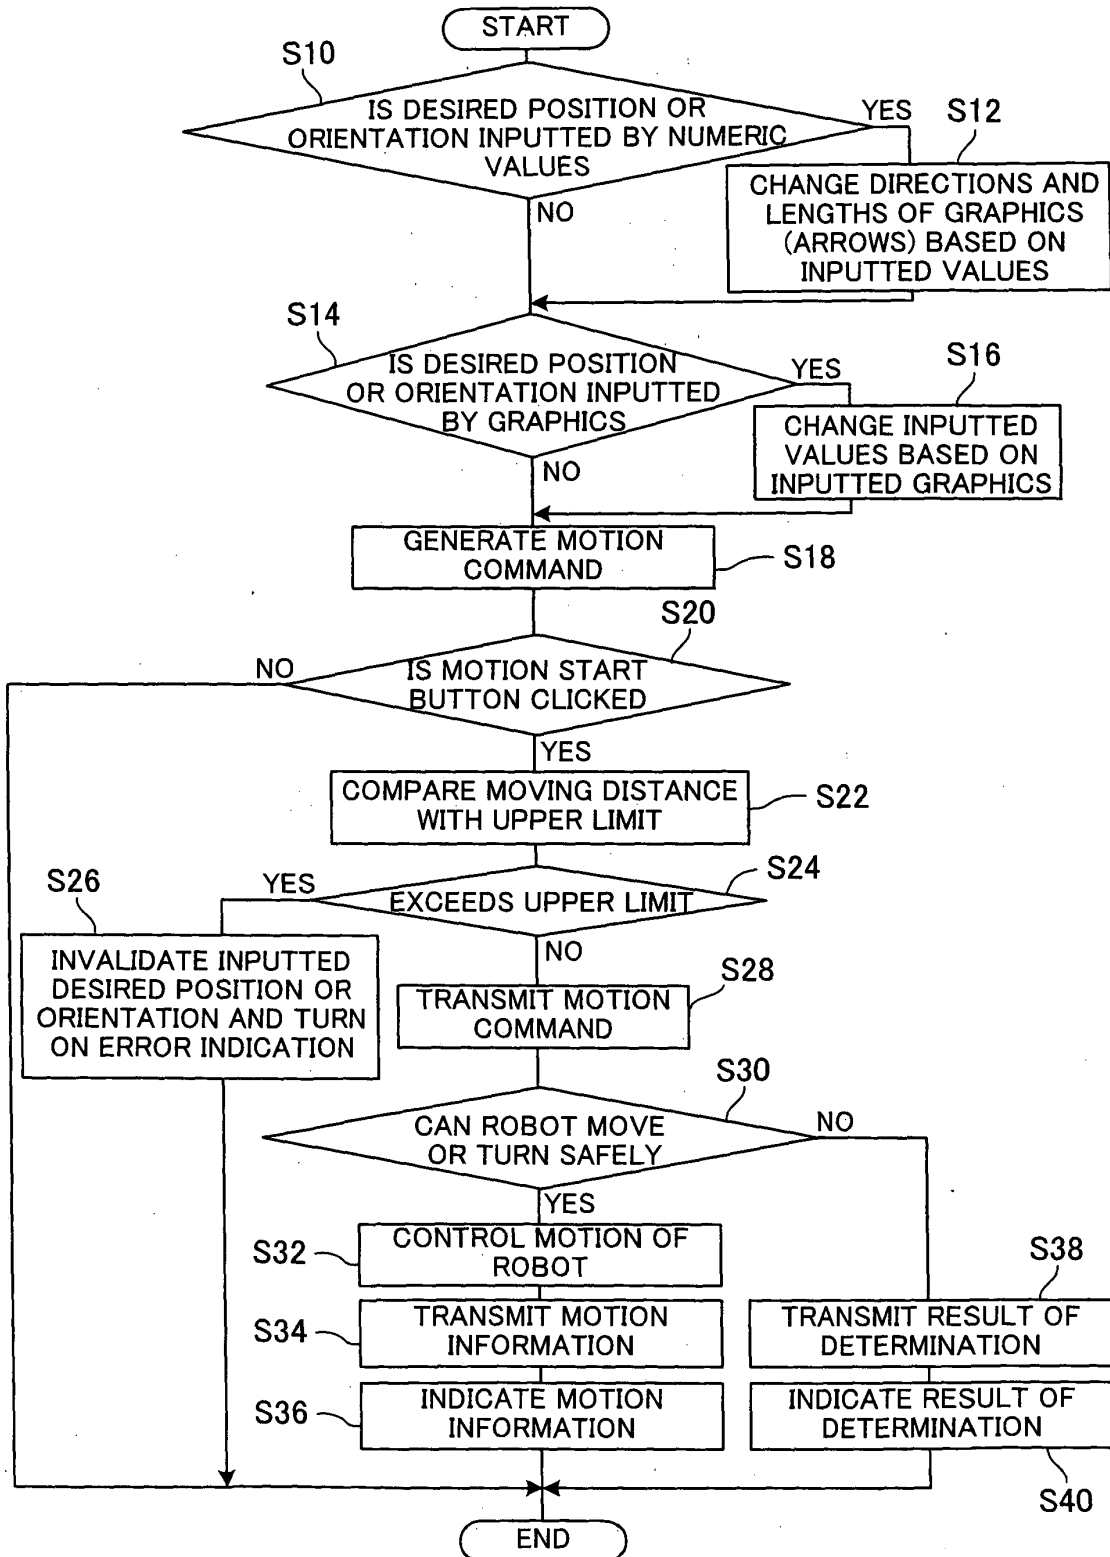 START
S10
IS DESIRED POSITION OR
ORIENTATION INPUTTED BY NUMERIC
VALUES
YES
S12
CHANGE DIRECTIONS AND
LENGTHS OF GRAPHICS
(ARROWS) BASED ON
INPUTTED VALUES
NO
S14
IS DESIRED POSITION
OR ORIENTATION INPUTTED
BY GRAPHICS
YES
S16
CHANGE INPUTTED
VALUES BASED ON
INPUTTED GRAPHICS
NO
GENERATE MOTION
COMMAND
S18
S20
NO
IS MOTION START
BUTTON CLICKED
YES
COMPARE MOVING DISTANCE
WITH UPPER LIMIT
S22
S24
S26
YES
EXCEEDS UPPER LIMIT
NO
INVALIDATE INPUTTED
DESIRED POSITION OR
ORIENTATION AND TURN
ON ERROR INDICATION
S28
TRANSMIT MOTION
COMMAND
S30
CAN ROBOT MOVE
OR TURN SAFELY
NO
YES
S32
CONTROL MOTION OF
ROBOT
S34
TRANSMIT MOTION
INFORMATION
S36
INDICATE MOTION
INFORMATION
S38
TRANSMIT RESULT OF
DETERMINATION
INDICATE RESULT OF
DETERMINATION
S40
END